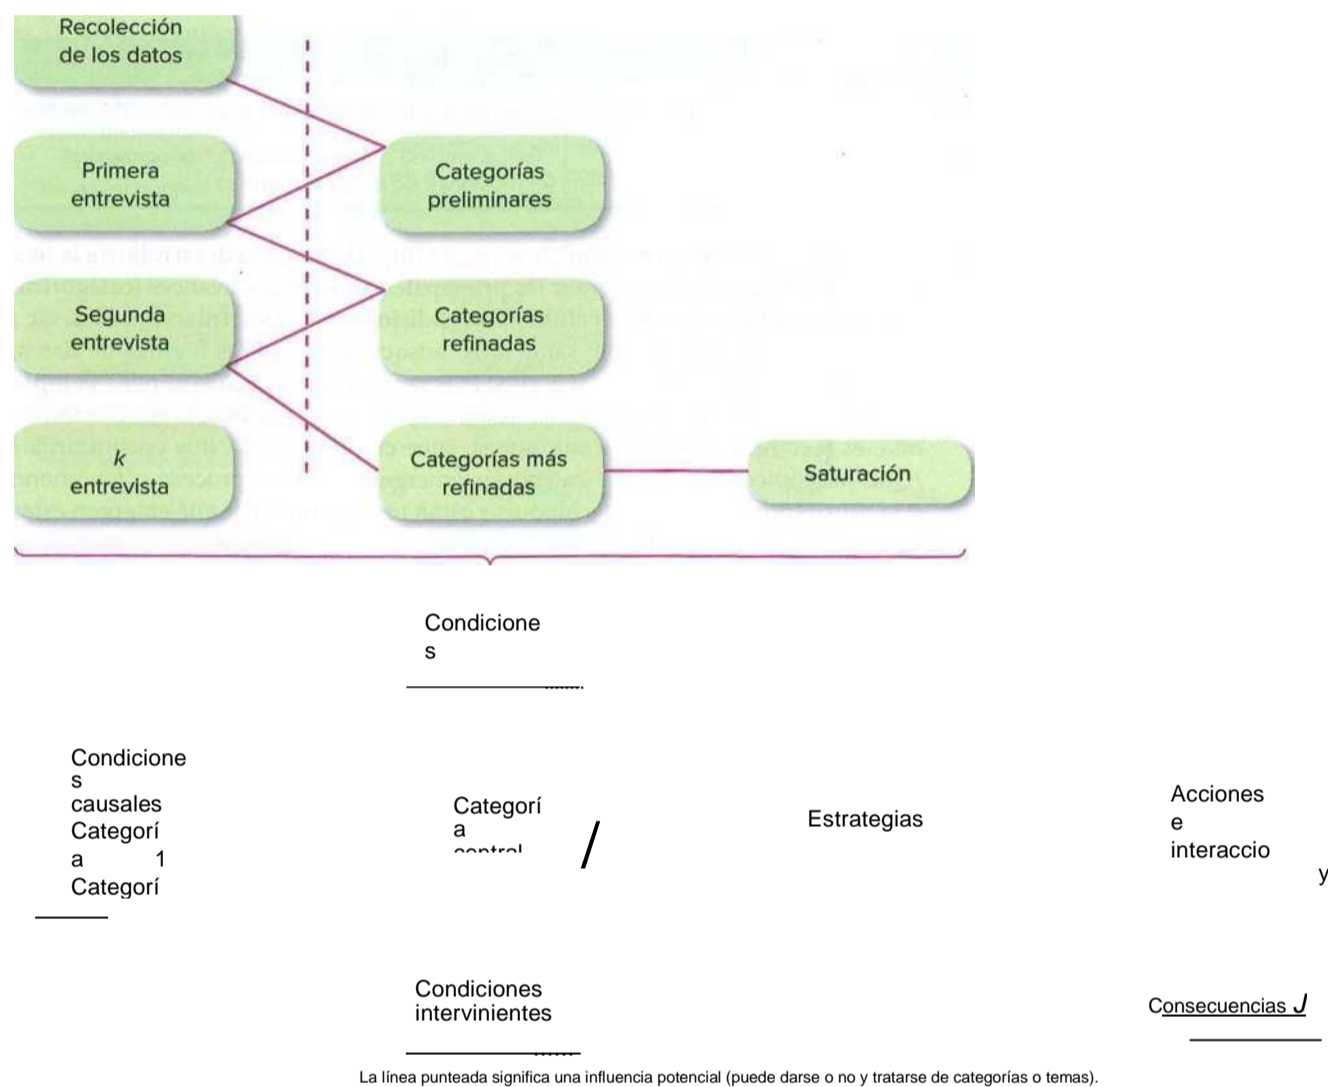 Recolección
de los datos
Primera
entrevista
Categorías
preliminares
Segunda
entrevista
Categorías
refinadas
k
entrevista
Categorías más
refinadas
Saturación
Condicione
s
Condicione
s
causales
Categorí
a 1
Categorí
Categorí
a
central
/
Estrategias
Acciones
e
interaccio
y
Condiciones
intervinientes
Consecuencias J
La línea punteada significa una influencia potencial (puede darse o no y tratarse de categorías o temas).